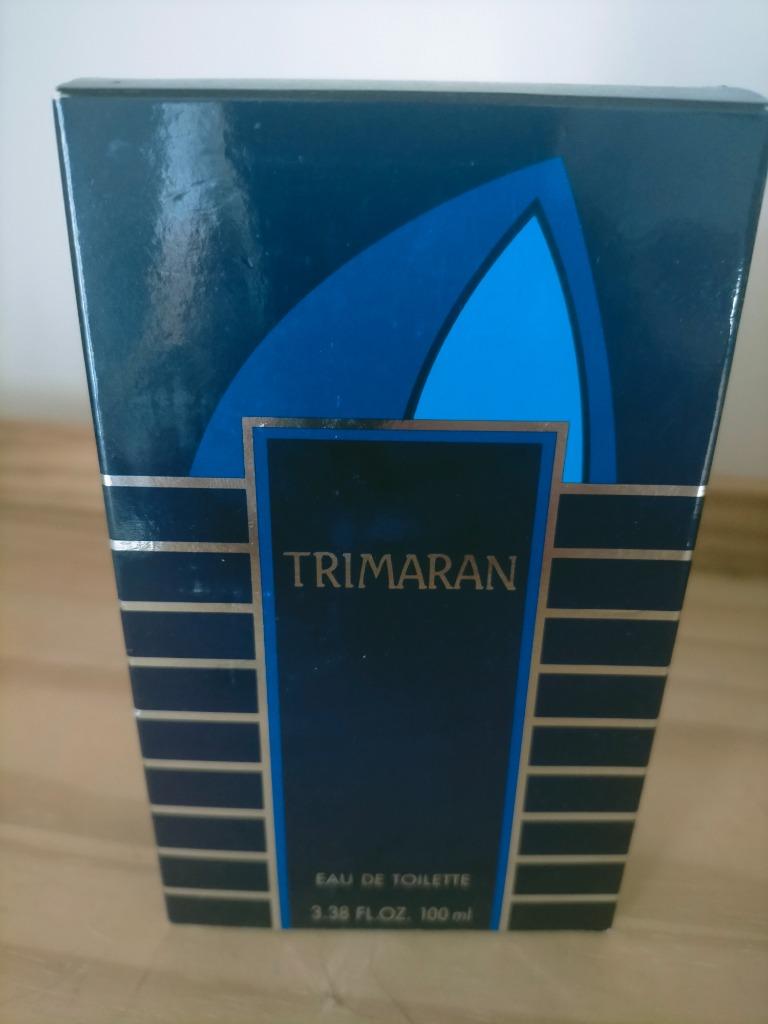 TRIMARAN
EAU DE TOILETTE
3.38 FL.OZ. 100 ml